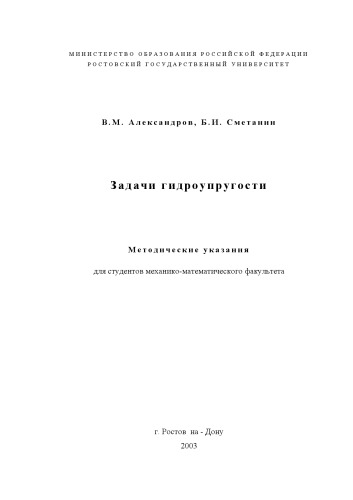 МИНИСТЕРСТВО ОБРАЗОВАНИЯ РОССИЙСКОЙ ФЕДЕРАЦИИ
РОСТОВСКИЙ ГОСУДАРСТВЕННЫЙ УНИВЕРСИТЕТ
В.М. Александров, Б.И. Сметанин
Задачи гидроупругости
Методические указания
для студентов механико-математического факультета
г. Ростов на - Дону
2003